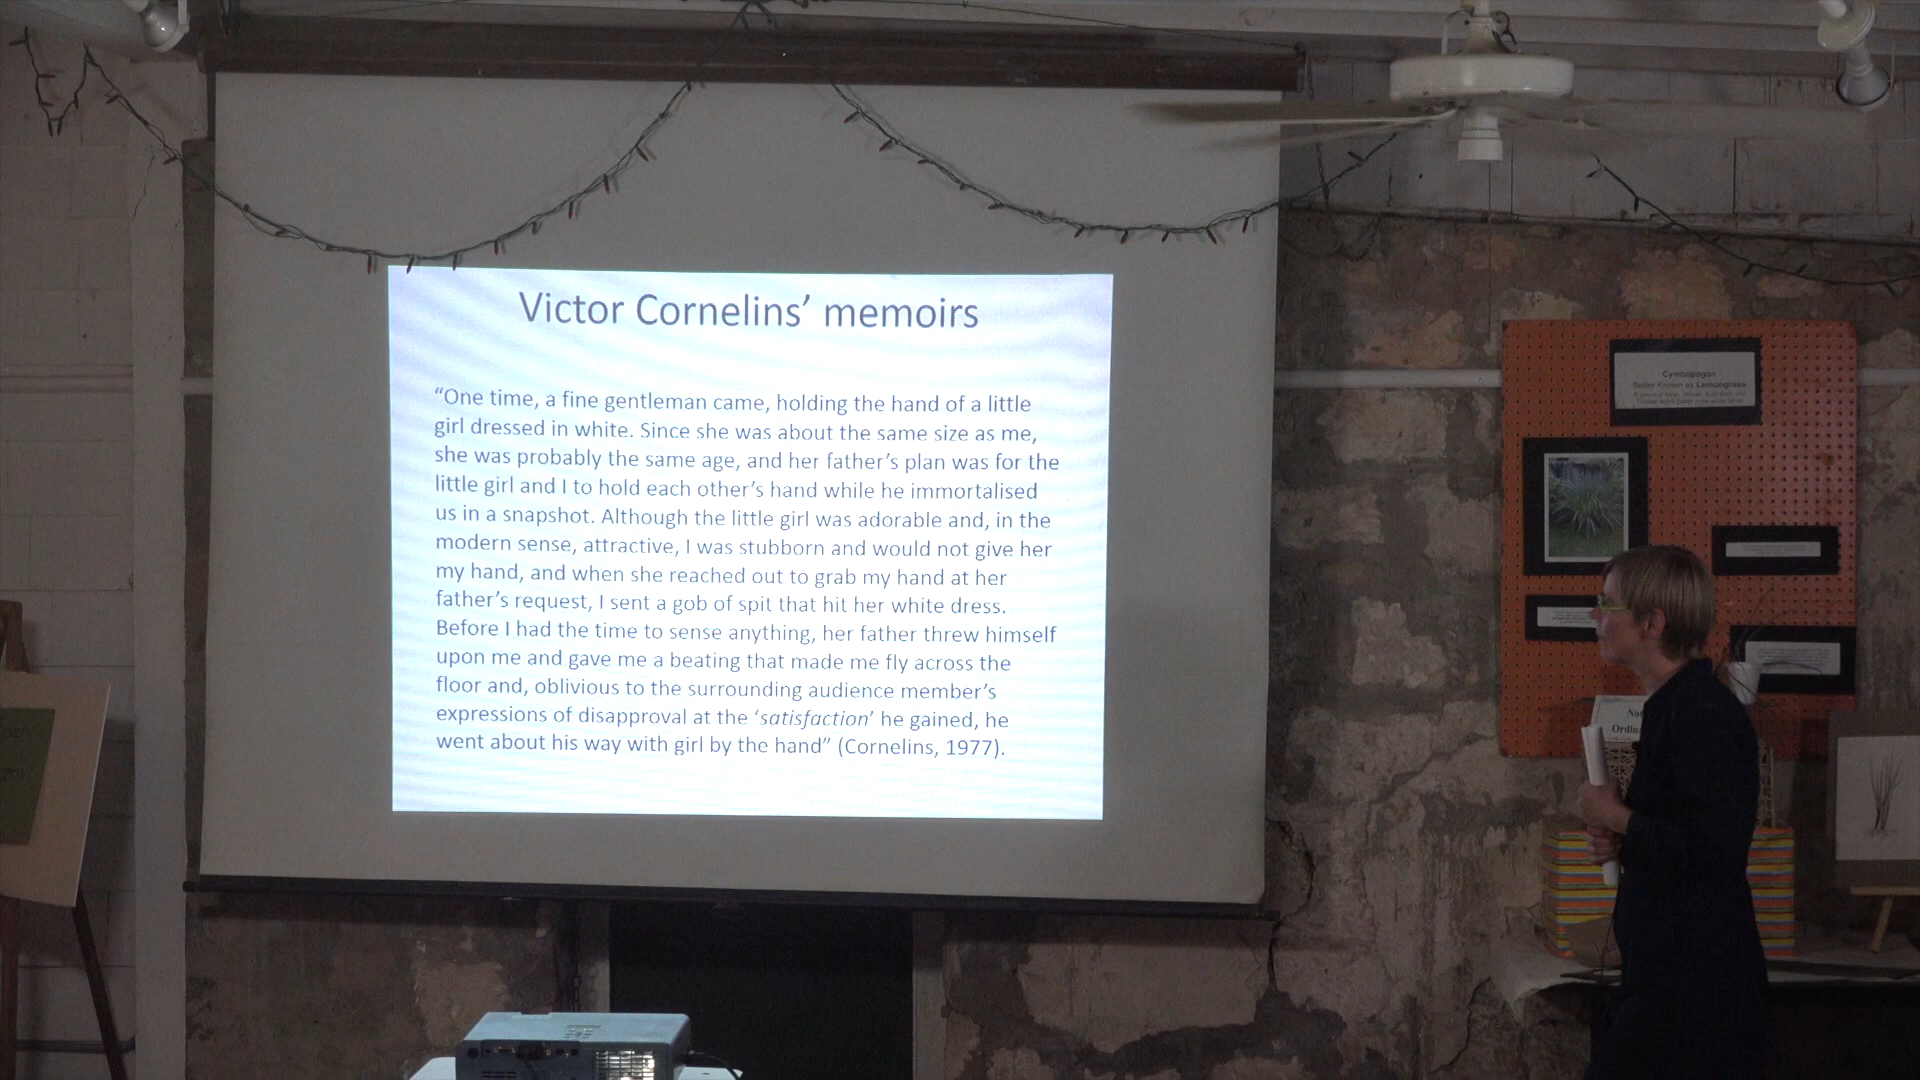 Victor Cornelins’ memoirs
“One time, a fine gentleman came, holding the hand of a little
girl dressed in white. Since she was about the same size as me,
she was probably the same age, and her father’s plan was for the
little girl and I to hold each other’s hand while he immortalised
us in a snapshot. Although the little girl was adorable and, in the
modern sense, attractive, I was stubborn and would not give her
my hand, and when she reached out to grab my hand at her
father’s request, I sent a gob of spit that hit her white dress.
Before I had the time to sense anything, her father threw himself
upon me and gave me a beating that made me fly across the
floor and, oblivious to the surrounding audience member’s
expressions of disapproval at the ‘satisfaction’ he gained, he
went about his way with girl by the hand” (Cornelins, 1977).
Cymbopogon
Better Known as Lemongrass